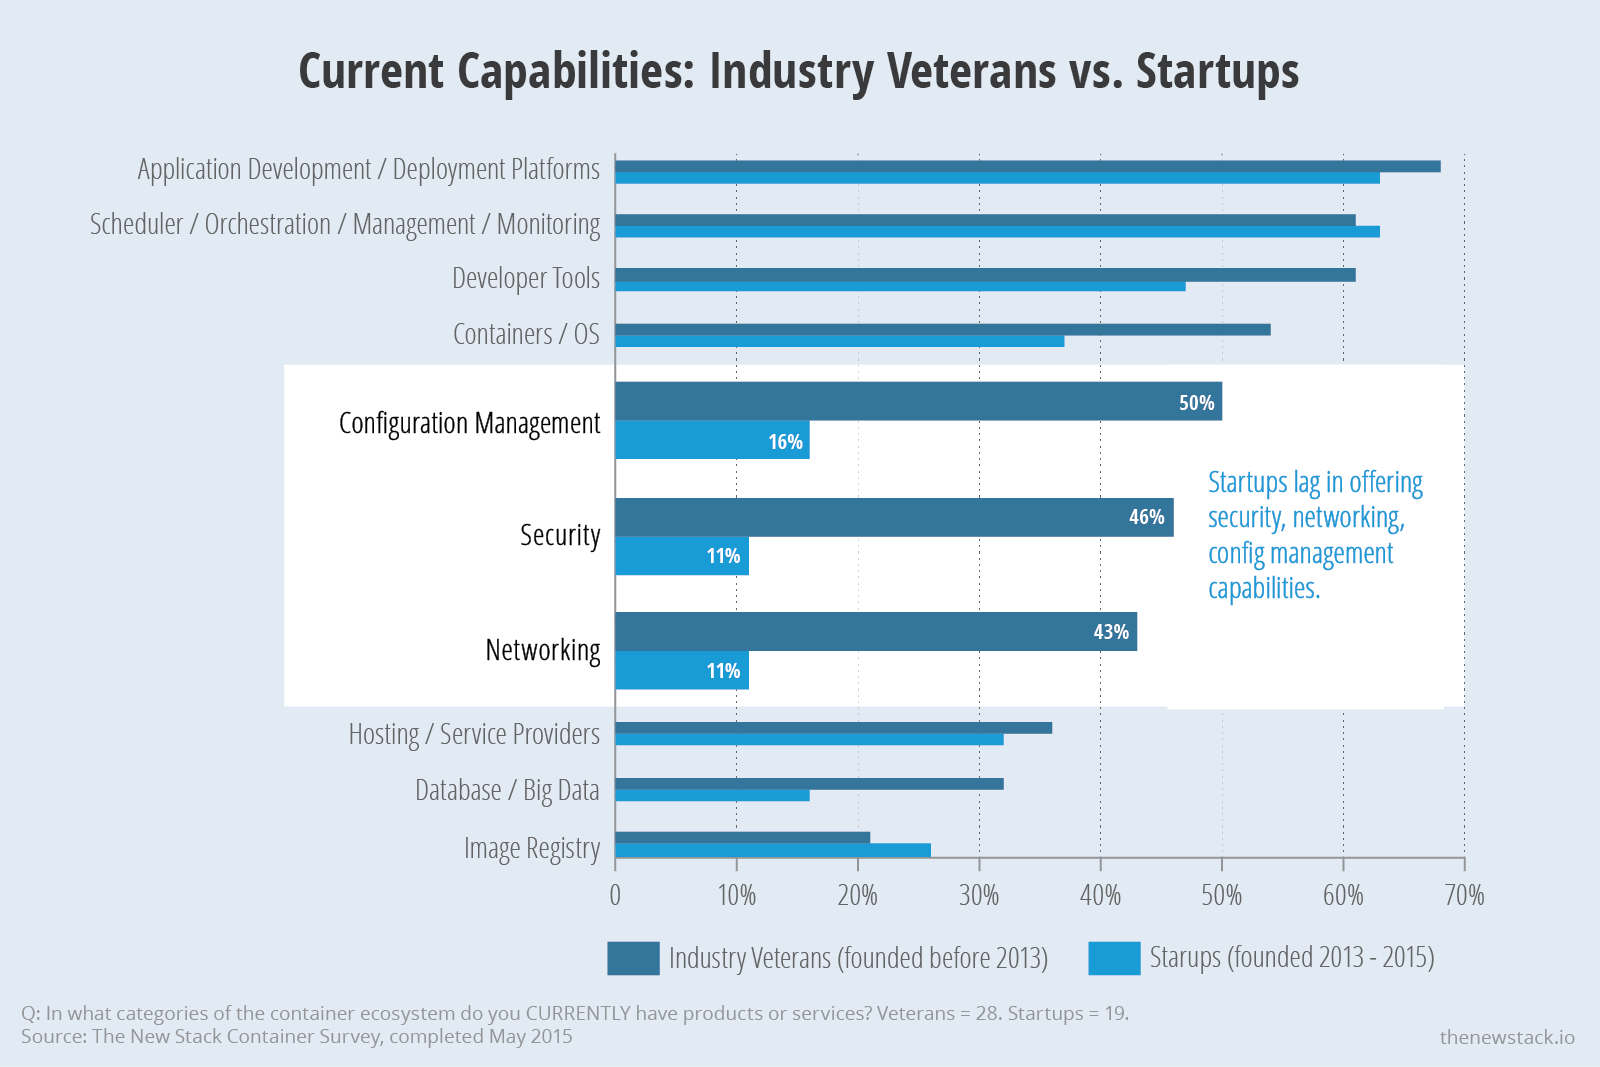 Current Capabilities: Industry Veterans vs. Startups
Application Development / Deployment Platforms
Scheduler / Orchestration / Management / Monitoring
Developer Tools
Containers / OS
Configuration Management
50%
16%
Security
46%
11%
Networking
43%
11%
Startups lag in offering
security, networking,
config management
capabilities.
Hosting / Service Providers
Database / Big Data
Image Registry
0 10% 20% 30% 40% 50% 60% 70%
Industry Veterans (founded before 2013) Starups (founded 2013 - 2015)
Q: In what categories of the container ecosystem do you CURRENTLY have products or services? Veterans = 28. Startups = 19.
Source: The New Stack Container Survey, completed May 2015
thenewstack.io